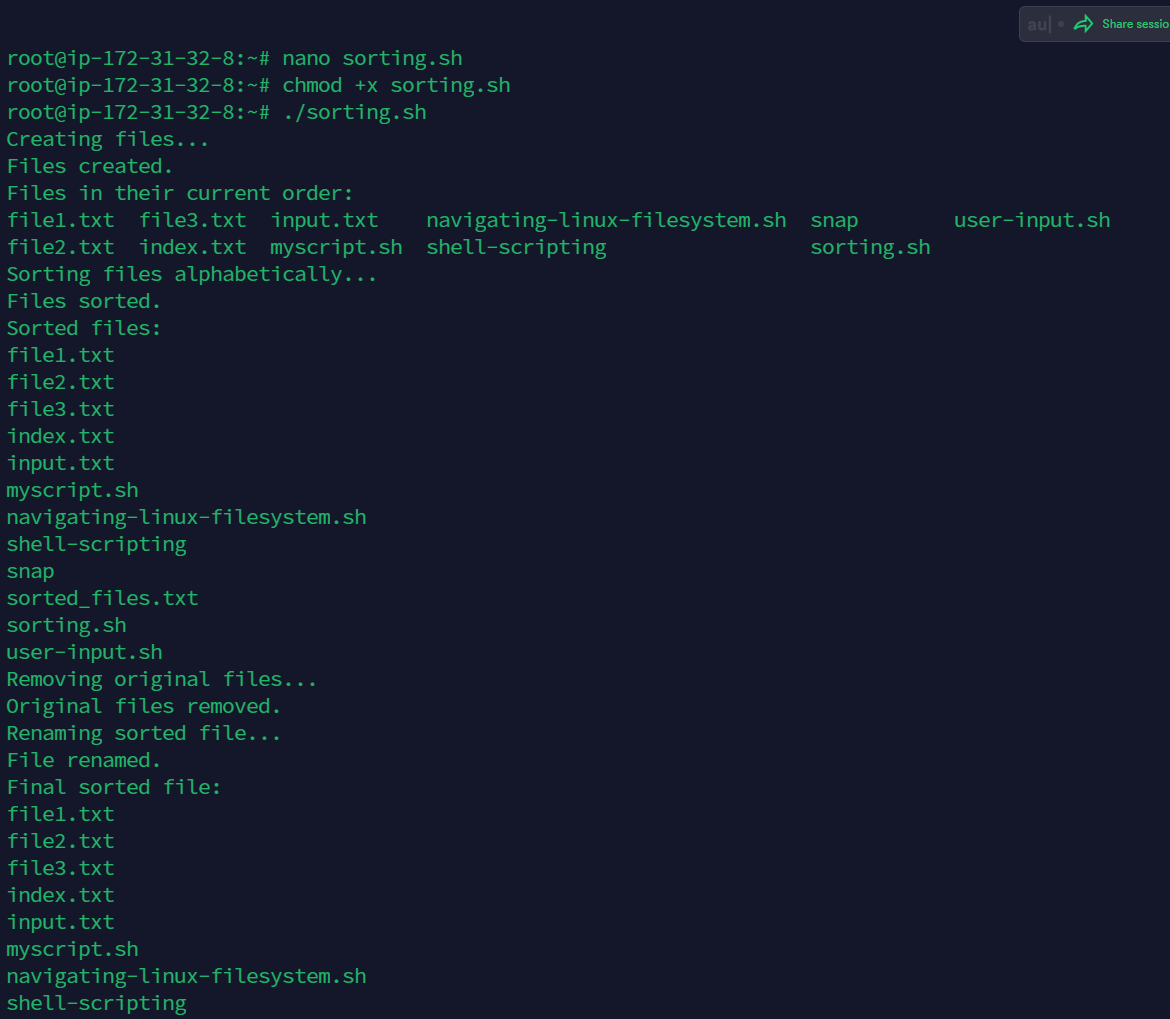 au
Share sessio
root@ip-172-31-32-8:~# nano sorting.sh
root@ip-172-31-32-8:~# chmod +x sorting.sh
root@ip-172-31-32-8:~# ./sorting.sh
Creating files...
Files created.
Files in their current order:
file1.txt  file3.txt  input.txt    navigating-linux-filesystem.sh  snap        user-input.sh
file2.txt  index.txt  myscript.sh  shell-scripting                 sorting.sh
Sorting files alphabetically...
Files sorted.
Sorted files:
file1.txt
file2.txt
file3.txt
index.txt
input.txt
myscript.sh
navigating-linux-filesystem.sh
shell-scripting
snap
sorted_files.txt
sorting.sh
user-input.sh
Removing original files...
Original files removed.
Renaming sorted file...
File renamed.
Final sorted file:
file1.txt
file2.txt
file3.txt
index.txt
input.txt
myscript.sh
navigating-linux-filesystem.sh
shell-scripting